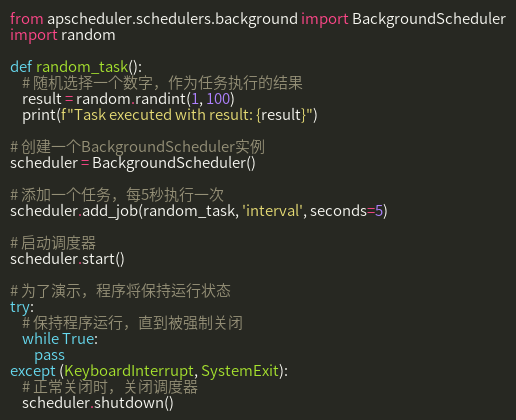 from apscheduler.schedulers.background import BackgroundScheduler
import random

def random_task():
    # 随机选择一个数字，作为任务执行的结果
    result = random.randint(1, 100)
    print(f"Task executed with result: {result}")

# 创建一个BackgroundScheduler实例
scheduler = BackgroundScheduler()

# 添加一个任务，每5秒执行一次
scheduler.add_job(random_task, 'interval', seconds=5)

# 启动调度器
scheduler.start()

# 为了演示，程序将保持运行状态
try:
    # 保持程序运行，直到被强制关闭
    while True:
        pass
except (KeyboardInterrupt, SystemExit):
    # 正常关闭时，关闭调度器
    scheduler.shutdown()